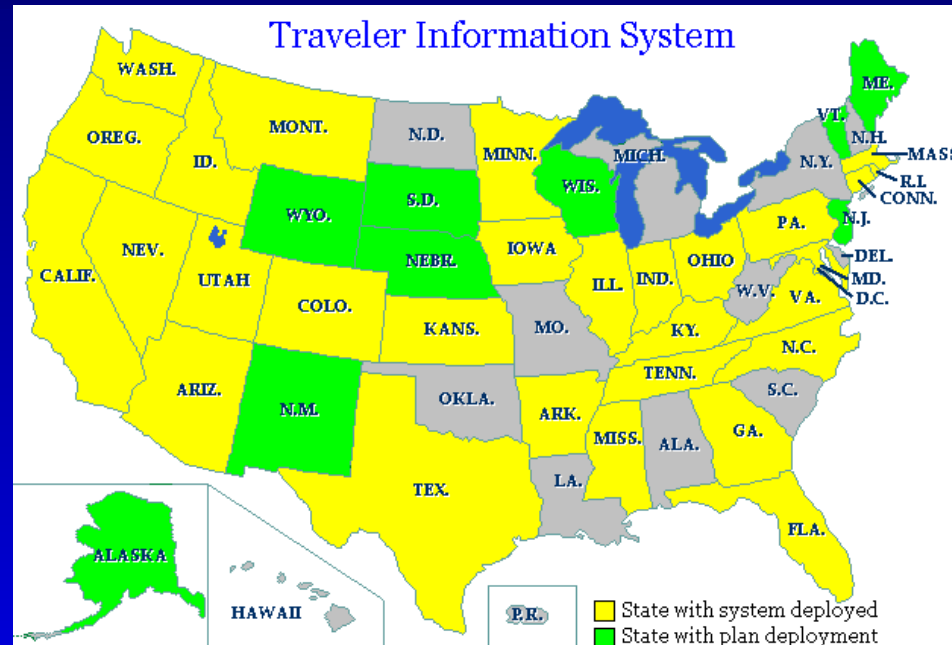 Traveler Information System
WASH.
ME.
MONT.
VT.
OREG.
N.D.
N.H.
MINN.
MICH.
MASS
ID.
N.Y.
R.I.
WIS.
CONN.
S.D.
WYO.
N.J.
PA.
NEV.
IOWA
OHIO
DEL.
NEBR.
CALIF.
UTAH
ILL.
IND.
MD.
W.V.
VA.
D.C.
COLO.
KANS.
MO.
KY.
N.C.
TENN.
ARIZ.
S.C.
OKLA.
N.M.
ARK.
GA.
MISS.
ALA.
LA.
TEX.
FLA.
ALASKA
HAWAII
P.R.
State with system deployed
State with plan deployment